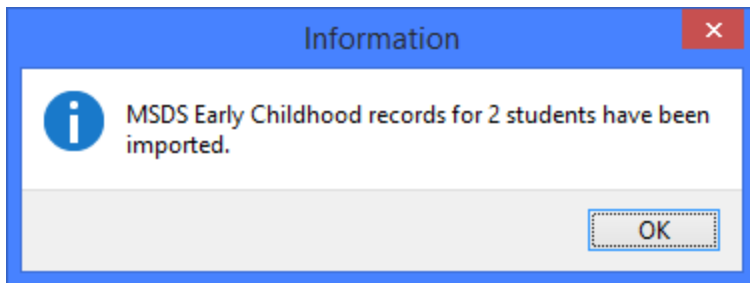 Information
MSDS Early Childhood records for 2 students have been
imported.
OK